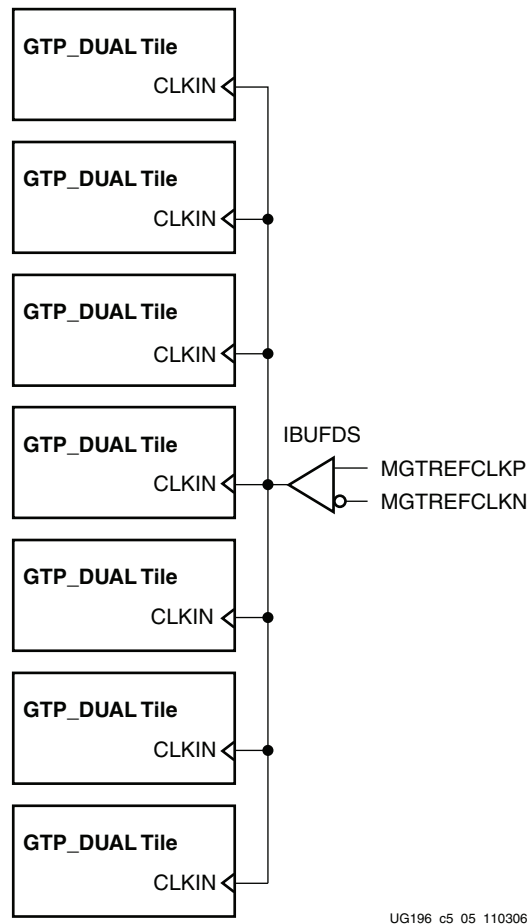 GTP_DUAL Tile
CLKIN
GTP_DUAL Tile
CLKIN
GTP_DUAL Tile
CLKIN
GTP_DUAL Tile
CLKIN
IBUFDS
MGTREFCLKP
MGTREFCLKN
GTP_DUAL Tile
CLKIN
GTP_DUAL Tile
CLKIN
GTP_DUAL Tile
CLKIN
UG196_c5_05_110306